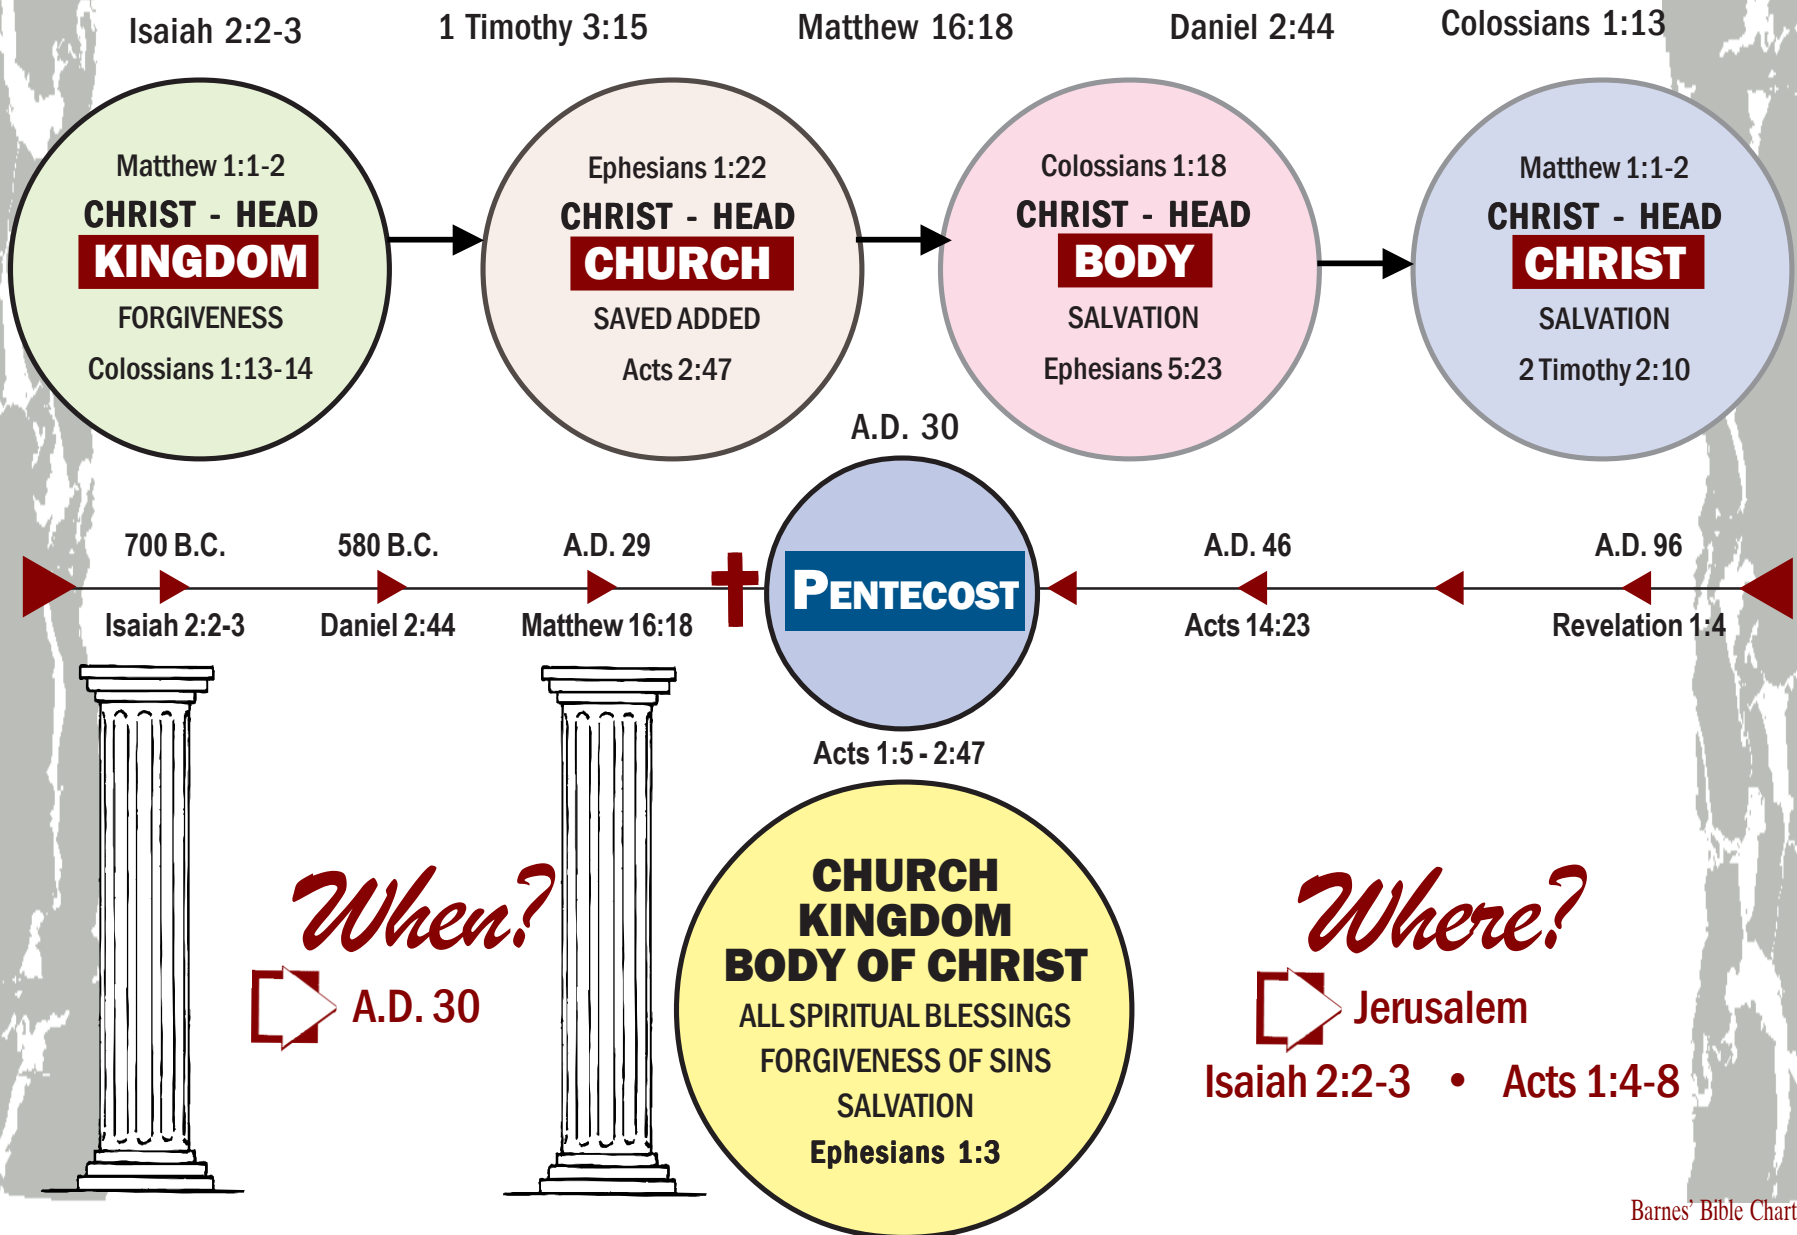 Isaiah 2:2-3
1 Timothy 3:15
Matthew 16:18
Daniel 2:44
Colossians 1:13
Matthew 1:1-2
CHRIST - HEAD
KINGDOM
FORGIVENESS
Colossians 1:13-14
Ephesians 1:22
CHRIST - HEAD
CHURCH
SAVED ADDED
Acts 2:47
Colossians 1:18
CHRIST - HEAD
BODY
SALVATION
Ephesians 5:23
Matthew 1:1-2
CHRIST - HEAD
CHRIST
SALVATION
2 Timothy 2:10
A.D. 30
700 B.C.
580 B.C.
A.D. 29
PENTECOST
A.D. 46
A.D. 96
Isaiah 2:2-3
Daniel 2:44
Matthew 16:18
Acts 14:23
Revelation 1:4
Acts 1:5 - 2:47
When?
A.D. 30
CHURCH
KINGDOM
BODY OF CHRIST
ALL SPIRITUAL BLESSINGS
FORGIVENESS OF SINS
SALVATION
Ephesians 1:3
Where?
Jerusalem
Isaiah 2:2-3 • Acts 1:4-8
Barnes' Bible Chart